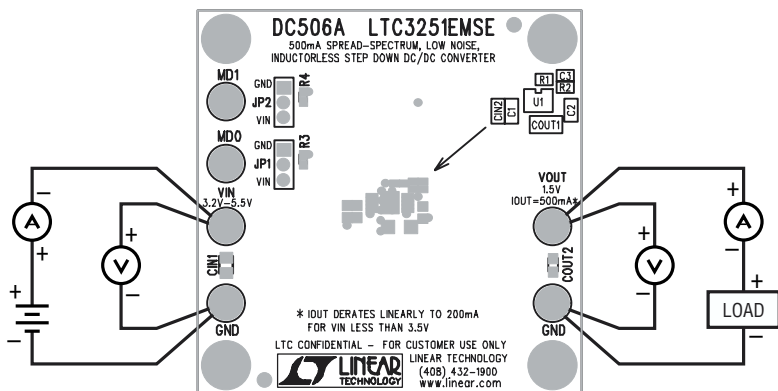 DC506A LTC3251EMSE
500mA SPREAD-SPECTRUM, LOW NOISE,
INDUCTORLESS STEP DOWN DC/DC CONVERTER
MD1
GND
JP2
VIN
R4
MD0
GND
JP1
VIN
R3
R1
C3
R2
CIN2
C1
U1
C2
COUT1
VIN
3.2V–5.5V
VOUT
1.5V
IOUT=500mA*
–
A
+
+
V
–
+
–
CIN1
GND
COUT2
GND
+
V
–
+
A
–
+
LOAD
–
* IOUT DERATES LINEARLY TO 200mA
FOR VIN LESS THAN 3.5V
LTC CONFIDENTIAL – FOR CUSTOMER USE ONLY
LT LINEAR
TECHNOLOGY
LINEAR TECHNOLOGY
(408) 432-1900
www.linear.com